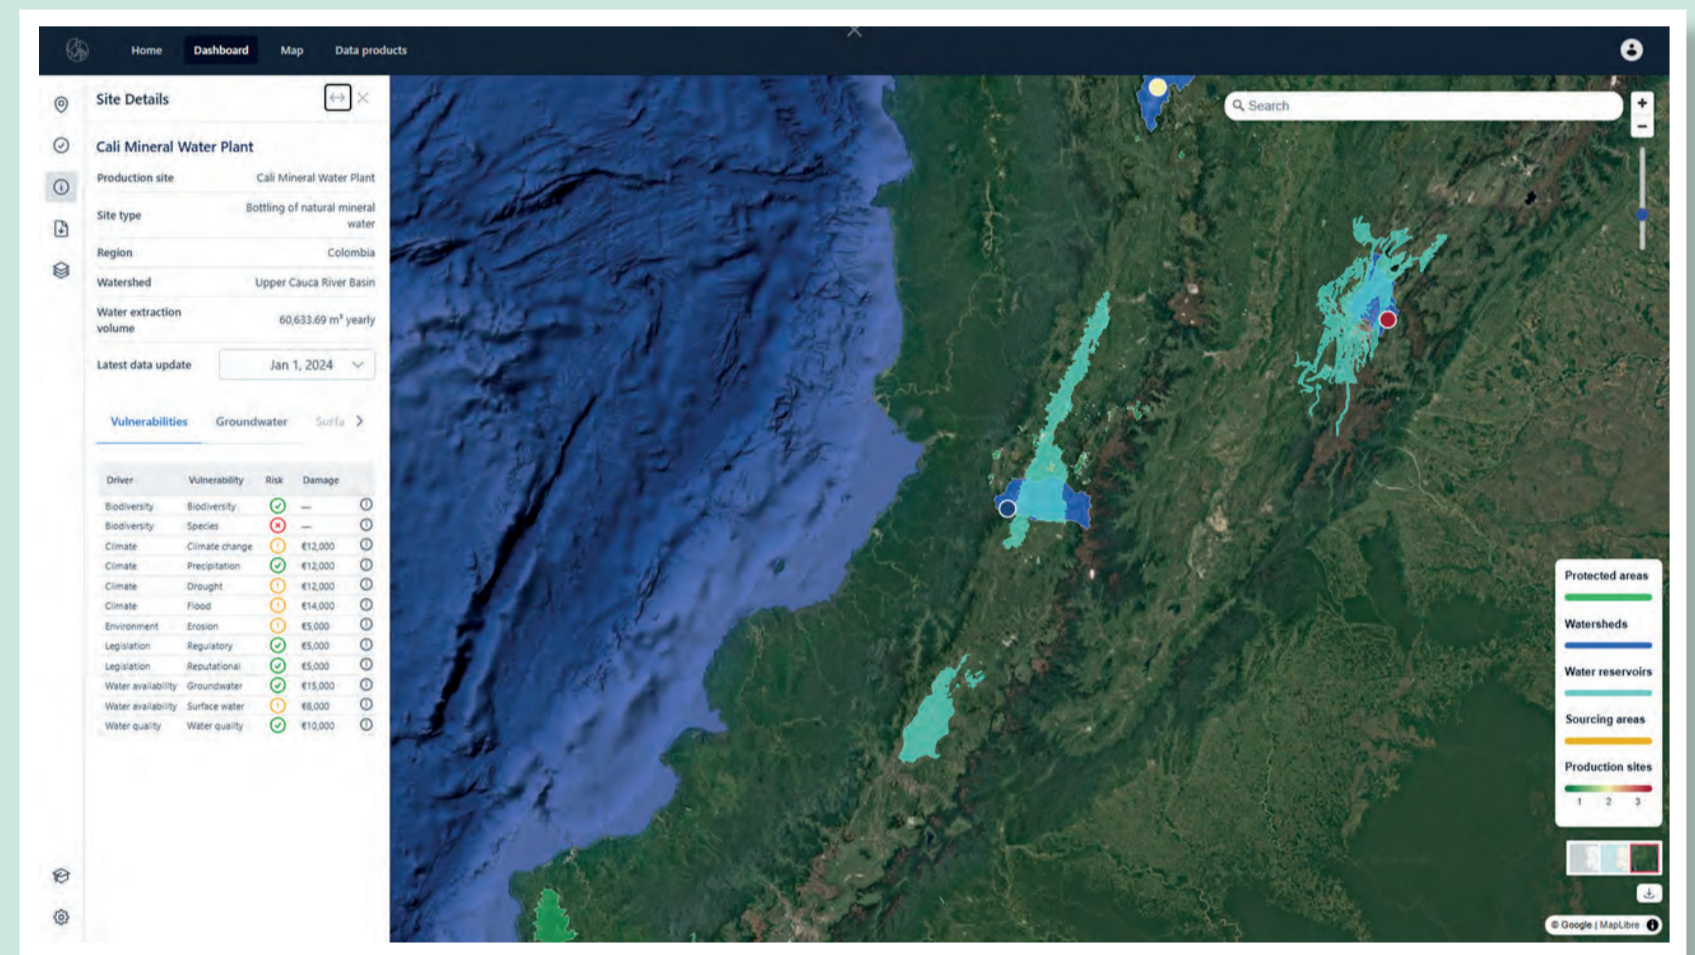 Home Dashboard Map Data products
Site Details
Search
+
−
Cali Mineral Water Plant
Production site Cali Mineral Water Plant
Site type Bottling of natural mineral
water
Region Colombia
Watershed Upper Cauca River Basin
Water extraction
volume 60,633.69 m³ yearly
Latest data update Jan 1, 2024
Vulnerabilities Groundwater Surfa
Driver Vulnerability Risk Damage
Biodiversity Biodiversity —
Biodiversity Species —
Climate Climate change €12,000
Climate Precipitation €12,000
Climate Drought €12,000
Climate Flood €14,000
Environment Erosion €5,000
Legislation Regulatory €5,000
Legislation Reputational €5,000
Water availability Groundwater €15,000
Water availability Surface water €8,000
Water quality Water quality €10,000
Protected areas
Watersheds
Water reservoirs
Sourcing areas
Production sites
1 2 3
© Google | MapLibre